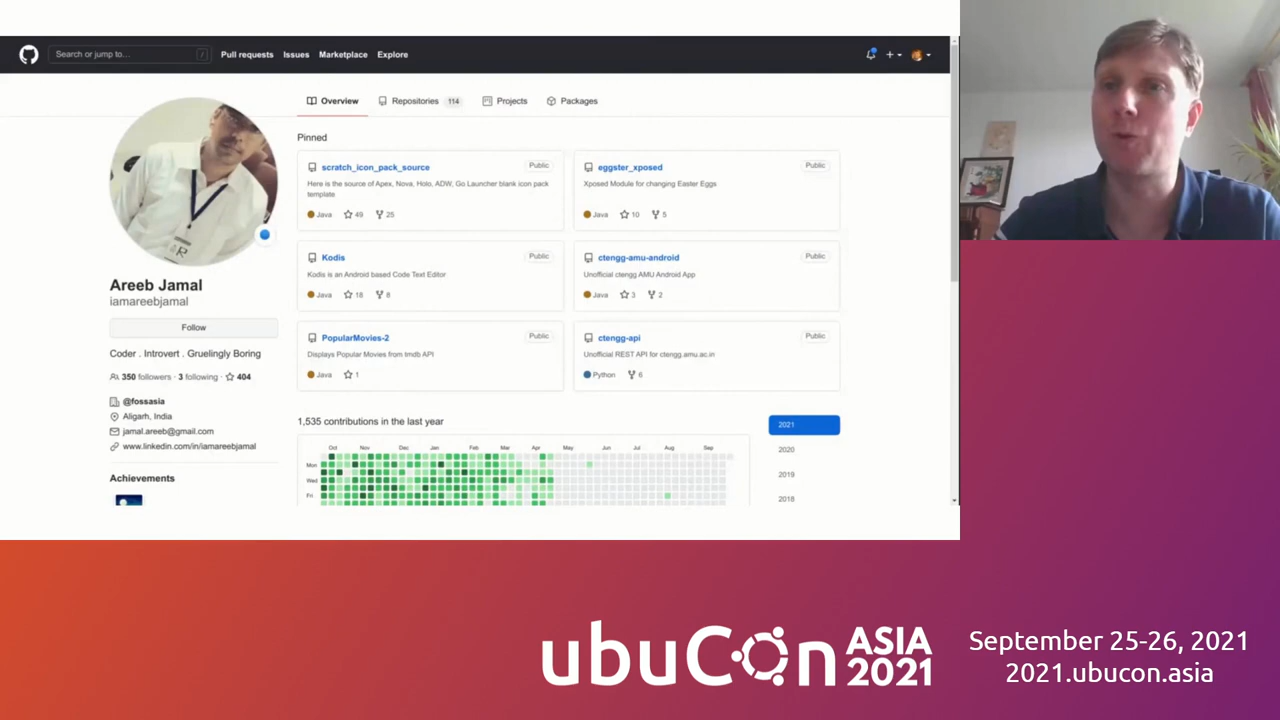 Search or jump to...
/
Pull requests
Issues
Marketplace
Explore
Overview
Repositories 114
Projects
Packages
Areeb Jamal
iamareebjamal
Follow
Coder . Introvert . Gruelingly Boring
350 followers · 3 following · 404
@fossasia
Aligarh, India
jamal.areeb@gmail.com
www.linkedin.com/in/iamareebjamal
Achievements
Pinned
scratch_icon_pack_source
Public
Here is the source of Apex, Nova, Holo, ADW, Go Launcher blank icon pack
template
Java 49 25
eggster_xposed
Public
Xposed Module for changing Easter Eggs
Java 10 5
Kodis
Public
Kodis is an Android based Code Text Editor
Java 18 8
ctengg-amu-android
Public
Unofficial ctengg AMU Android App
Java 3 2
PopularMovies-2
Public
Displays Popular Movies from tmdb API
Java 1
ctengg-api
Public
Unofficial REST API for ctengg.amu.ac.in
Python 6
1,535 contributions in the last year
Oct Nov Dec Jan Feb Mar Apr May Jun Jul Aug Sep
Mon
Wed
Fri
2021
2020
2019
2018
ubuCon ASIA
2021
September 25-26, 2021
2021.ubucon.asia